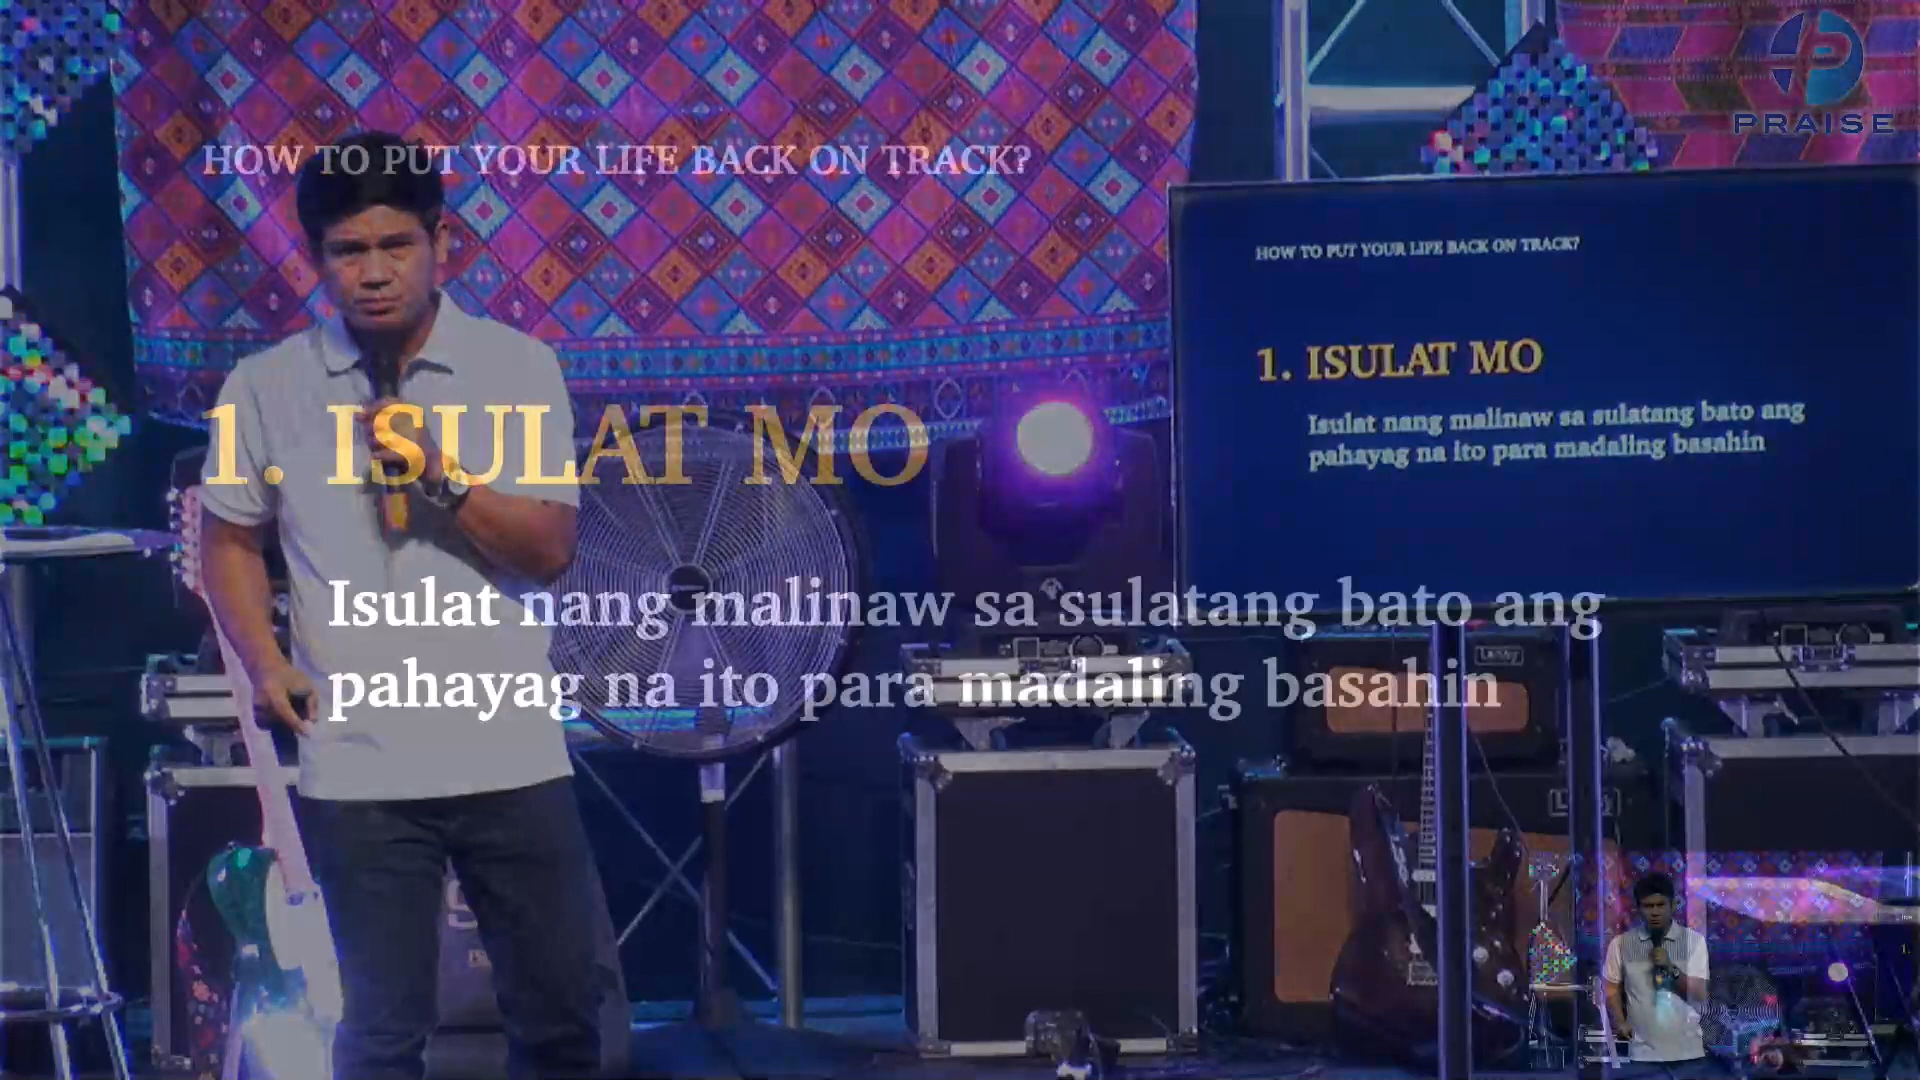 PRAISE
HOW TO PUT YOUR LIFE BACK ON TRACK?
1. ISULAT MO
Isulat nang malinaw sa sulatang bato ang
pahayag na ito para madaling basahin
HOW TO PUT YOUR LIFE BACK ON TRACK?
1. ISULAT MO
Isulat nang malinaw sa sulatang bato ang
pahayag na ito para madaling basahin
Laney